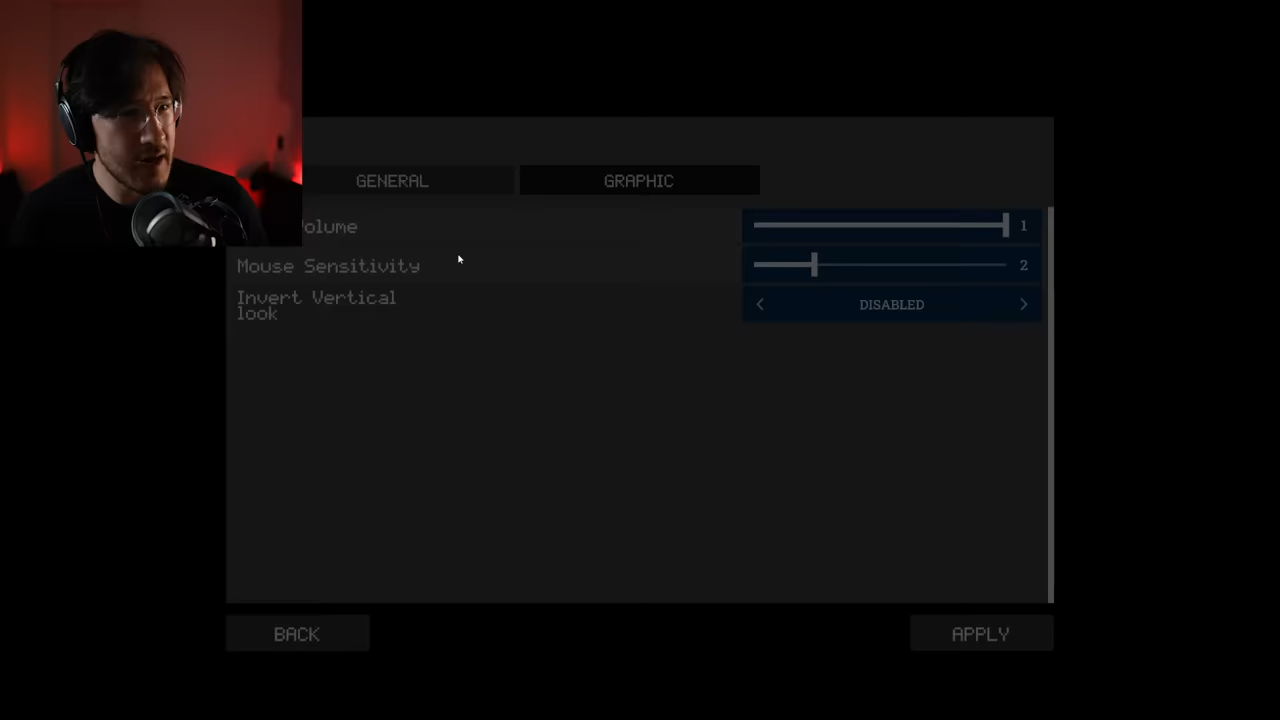 GENERAL
GRAPHIC
olume
1
Mouse Sensitivity
2
Invert Vertical
look
DISABLED
BACK
APPLY